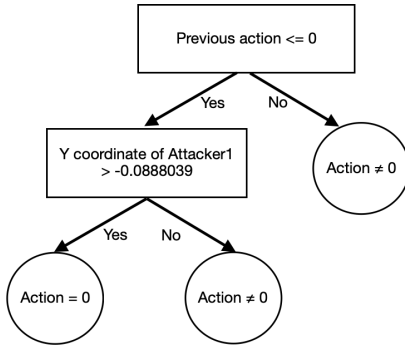 Previous action <= 0
Yes
No
Y coordinate of Attacker1
> -0.0888039
Action ≠ 0
Yes
No
Action = 0
Action ≠ 0